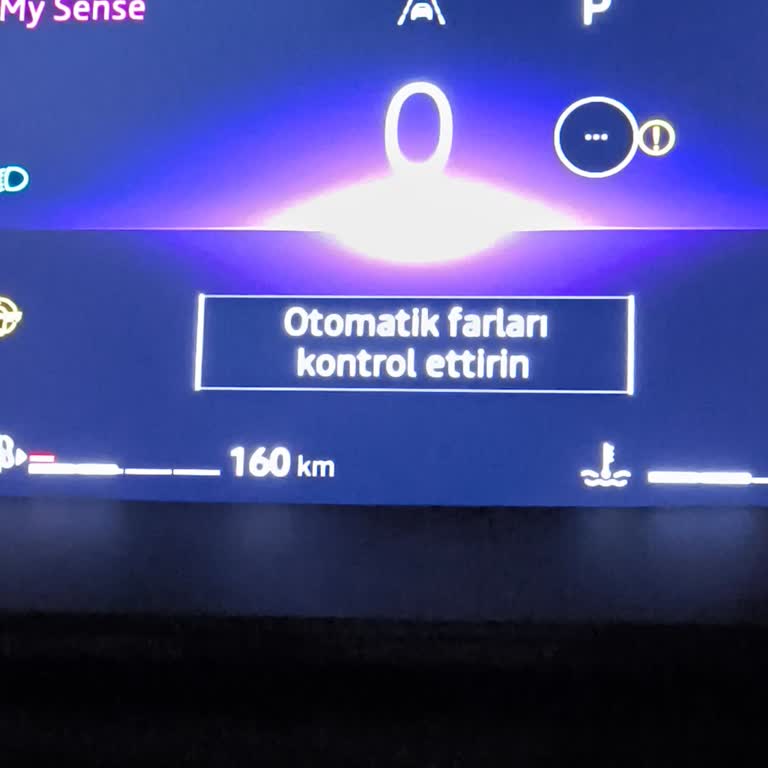 My Sense
P
0
...
!
Otomatik farları
kontrol ettirin
160 km